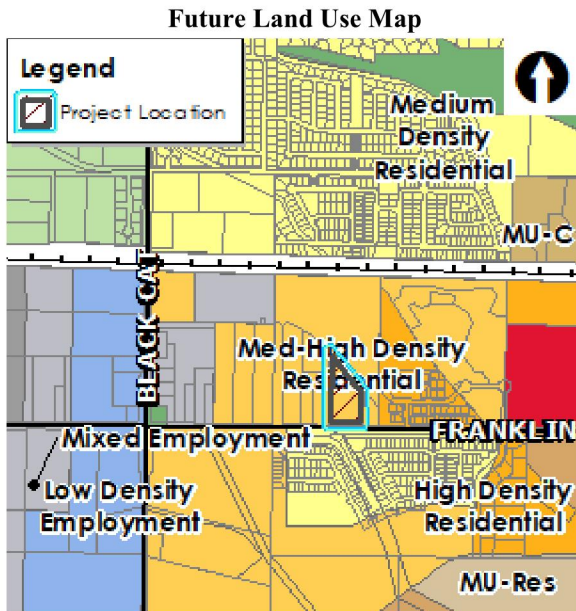 Future Land Use Map
Legend
Project Location
Medium
Density
Residential
MU-C
BLACK CAT
Med-High Density
Residential
FRANKLIN
Mixed Employment
Low Density
Employment
High Density
Residential
MU-Res